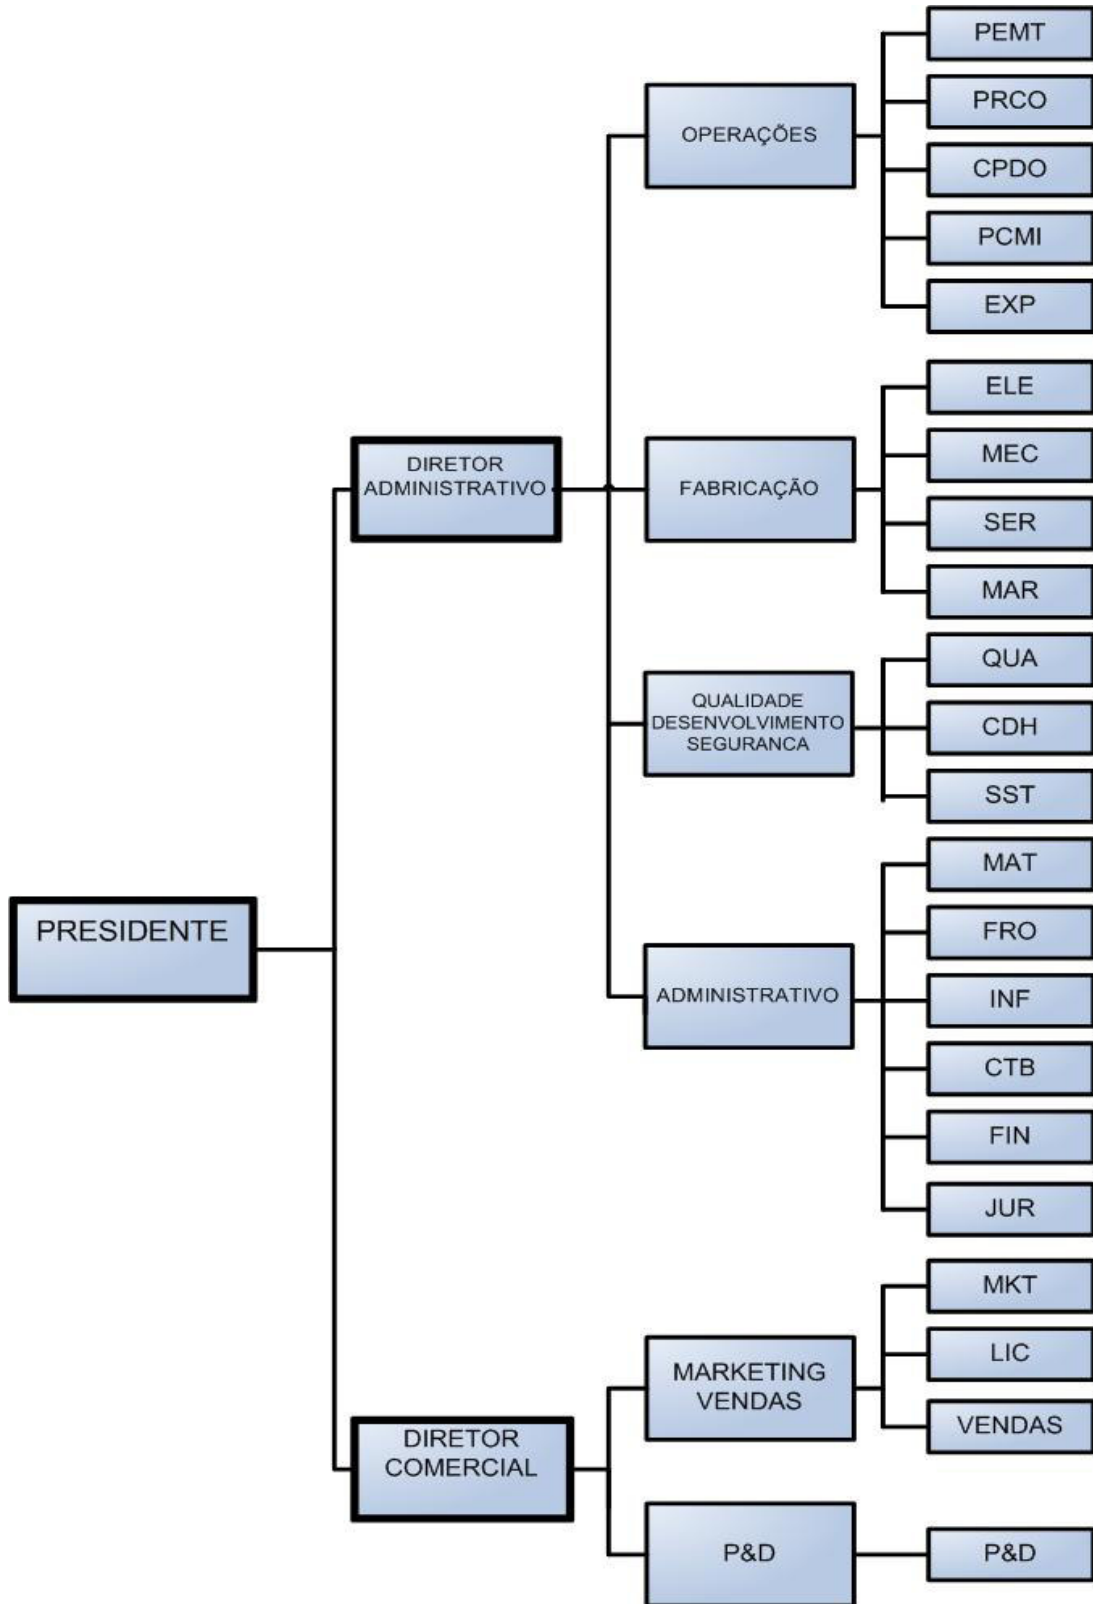 PEMT
PRCO
OPERAÇÕES
CPDO
PCMI
EXP
ELE
DIRETOR
ADMINISTRATIVO
MEC
FABRICAÇÃO
SER
MAR
QUA
QUALIDADE
DESENVOLVIMENTO
SEGURANCA
CDH
SST
MAT
PRESIDENTE
FRO
ADMINISTRATIVO
INF
CTB
FIN
JUR
MKT
LIC
MARKETING
VENDAS
VENDAS
DIRETOR
COMERCIAL
P&D
P&D